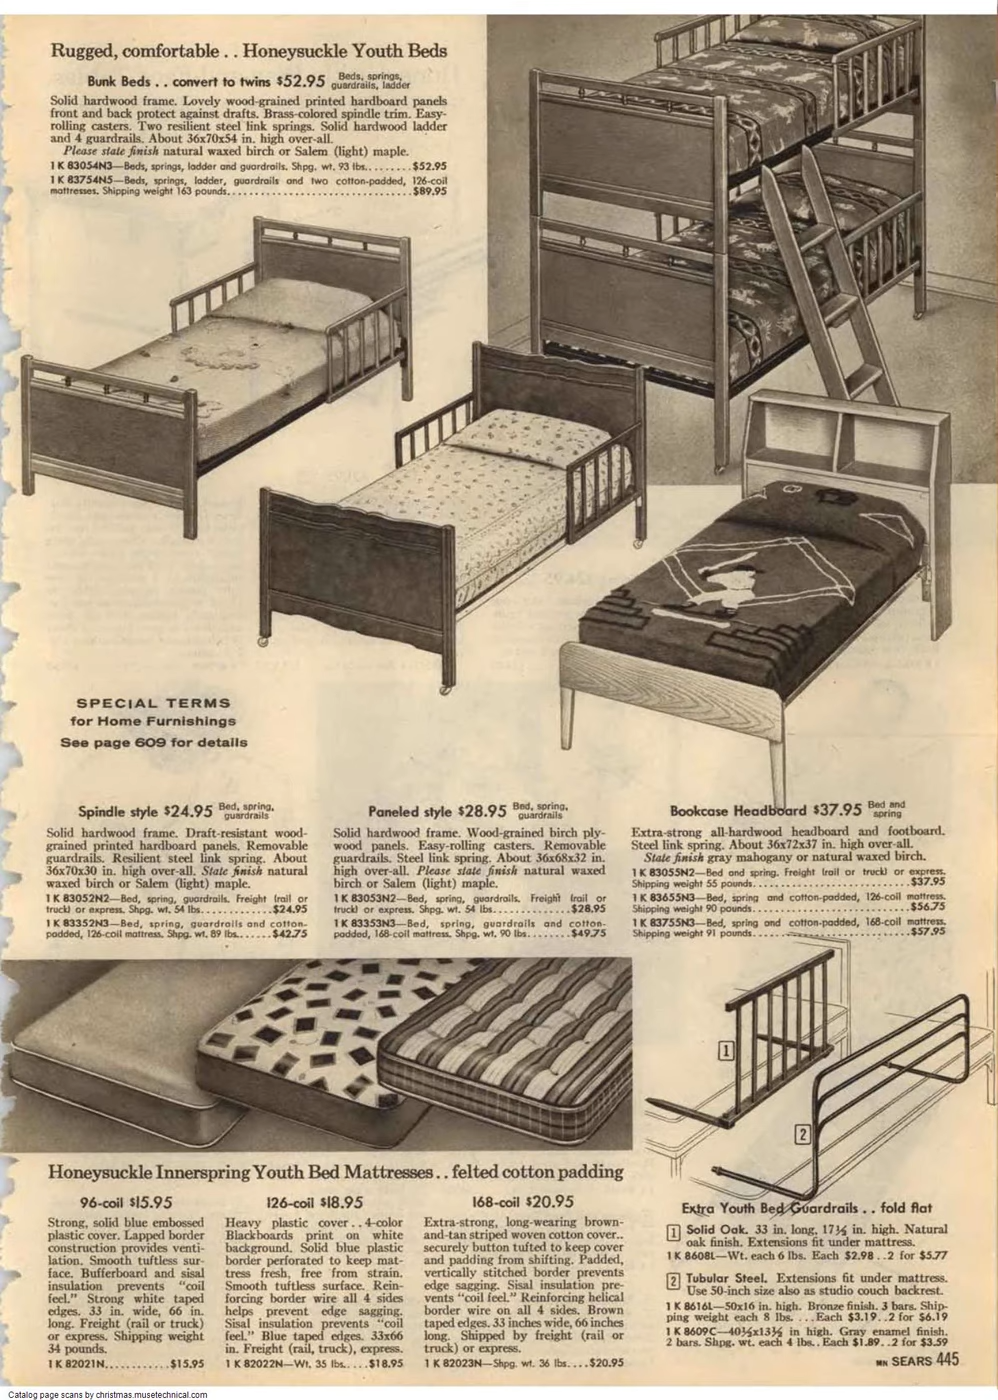 Rugged, comfortable . . Honeysuckle Youth Beds
Bunk Beds . . convert to twins $52.95 Beds, springs, guardrails, ladder
Solid hardwood frame. Lovely wood-grained printed hardboard panels
front and back protect against drafts. Brass-colored spindle trim. Easy-
rolling casters. Two resilient steel link springs. Solid hardwood ladder
and 4 guardrails. About 36x70x54 in. high over-all.
Please state finish natural waxed birch or Salem (light) maple.
1 K 83054N3—Beds, springs, ladder and guardrails. Shpg. wt. 93 lbs.........$52.95
1 K 83754N5—Beds, springs, ladder, guardrails and two cotton-padded, 126-coil
mattresses. Shipping weight 163 pounds................................$89.95
SPECIAL TERMS
for Home Furnishings
See page 609 for details
Spindle style $24.95 Bed, spring, guardrails
Solid hardwood frame. Draft-resistant wood-
grained printed hardboard panels. Removable
guardrails. Resilient steel link spring. About
36x70x30 in. high over-all. State finish natural
waxed birch or Salem (light) maple.
1 K 83052N2—Bed, spring, guardrails. Freight (rail or
truck) or express. Shpg. wt. 54 lbs............$24.95
1 K 83352N3—Bed, spring, guardrails and cotton-
padded, 126-coil mattress. Shpg. wt. 89 lbs.......$42.75
Paneled style $28.95 Bed, spring, guardrails
Solid hardwood frame. Wood-grained birch ply-
wood panels. Easy-rolling casters. Removable
guardrails. Steel link spring. About 36x68x32 in.
high over-all. Please state finish natural waxed
birch or Salem (light) maple.
1 K 83053N2—Bed, spring, guardrails. Freight (rail or
truck) or express. Shpg. wt. 54 lbs.............$28.95
1 K 83353N3—Bed, spring, guardrails and cotton-
padded, 168-coil mattress. Shpg. wt. 90 lbs........$49.75
Bookcase Headboard $37.95 Bed and spring
Extra-strong all-hardwood headboard and footboard.
Steel link spring. About 36x72x37 in. high over-all.
State finish gray mahogany or natural waxed birch.
1 K 83055N2—Bed and spring. Freight (rail or truck) or express.
Shipping weight 55 pounds...........................$37.95
1 K 83655N3—Bed, spring and cotton-padded, 126-coil mattress.
Shipping weight 90 pounds...........................$56.75
1 K 83755N3—Bed, spring and cotton-padded, 168-coil mattress.
Shipping weight 91 pounds...........................$57.95
1
2
Honeysuckle Innerspring Youth Bed Mattresses . . felted cotton padding
96-coil $15.95
Strong, solid blue embossed
plastic cover. Lapped border
construction provides venti-
lation. Smooth tuftless sur-
face. Bufferboard and sisal
insulation prevents "coil
feel." Strong white taped
edges. 33 in. wide, 66 in.
long. Freight (rail or truck)
or express. Shipping weight
34 pounds.
1 K 82021N............$15.95
126-coil $18.95
Heavy plastic cover . . 4-color
Blackboards print on white
background. Solid blue plastic
border perforated to keep mat-
tress fresh, free from strain.
Smooth tuftless surface. Rein-
forcing border wire all 4 sides
helps prevent edge sagging.
Sisal insulation prevents "coil
feel." Blue taped edges. 33x66
in. Freight (rail, truck), express.
1 K 82022N—Wt. 35 lbs.....$18.95
168-coil $20.95
Extra-strong, long-wearing brown-
and-tan striped woven cotton cover..
securely button tufted to keep cover
and padding from shifting. Padded,
vertically stitched border prevents
edge sagging. Sisal insulation pre-
vents "coil feel." Reinforcing helical
border wire on all 4 sides. Brown
taped edges. 33 inches wide, 66 inches
long. Shipped by freight (rail or
truck) or express.
1 K 82023N—Shpg. wt. 36 lbs....$20.95
Extra Youth Bed Guardrails . . fold flat
1 Solid Oak. 33 in. long, 17½ in. high. Natural
oak finish. Extensions fit under mattress.
1 K 8608L—Wt. each 6 lbs. Each $2.98 . . 2 for $5.77
2 Tubular Steel. Extensions fit under mattress.
Use 50-inch size also as studio couch backrest.
1 K 8616L—50x16 in. high. Bronze finish. 3 bars. Ship-
ping weight each 8 lbs. . . . Each $3.19 . . 2 for $6.19
1 K 8609C—40½x13½ in high. Gray enamel finish.
2 bars. Shpg. wt. each 4 lbs.. Each $1.89 . . 2 for $3.59
MN SEARS 445
Catalog page scans by christmas.musetechnical.com